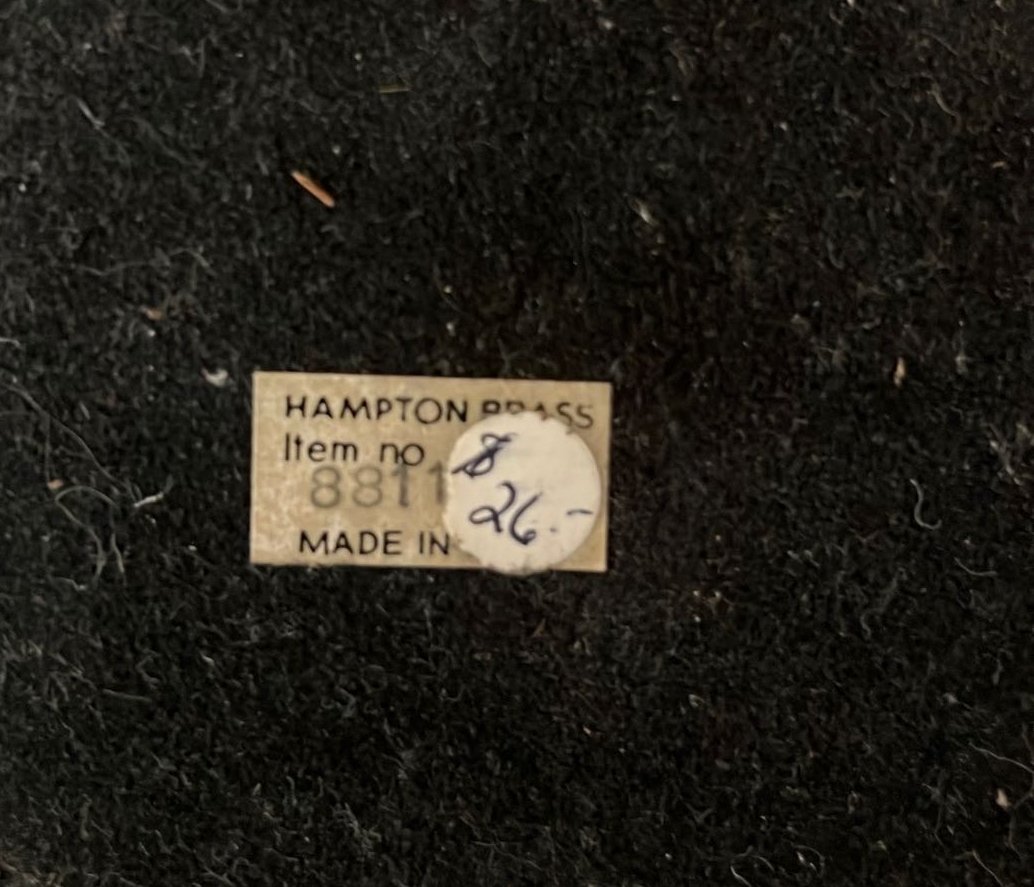 HAMPTON BRASS
Item no
8811
MADE IN
$
26.-